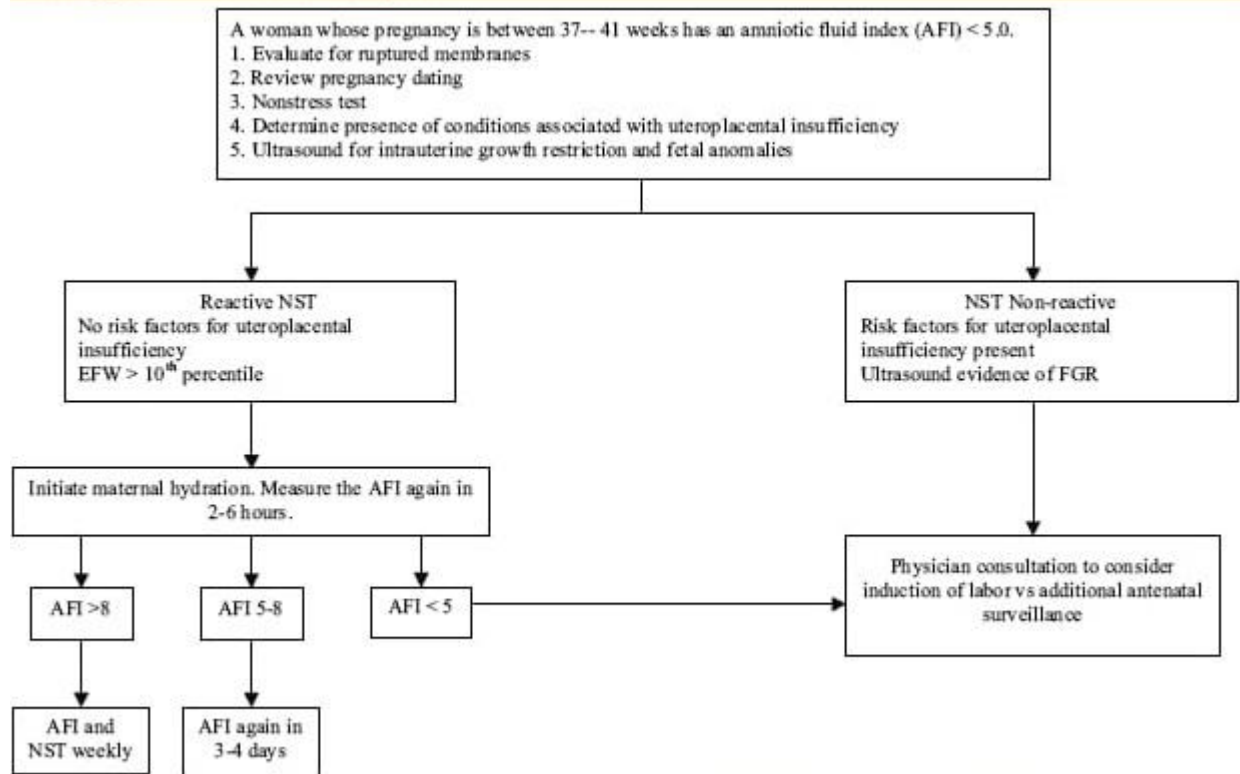 A woman whose pregnancy is between 37-- 41 weeks has an amniotic fluid index (AFI) < 5.0.
1. Evaluate for ruptured membranes
2. Review pregnancy dating
3. Nonstress test
4. Determine presence of conditions associated with uteroplacental insufficiency
5. Ultrasound for intrauterine growth restriction and fetal anomalies
Reactive NST
No risk factors for uteroplacental
insufficiency
EFW > 10th percentile
NST Non-reactive
Risk factors for uteroplacental
insufficiency present
Ultrasound evidence of FGR
Initiate maternal hydration. Measure the AFI again in
2-6 hours.
AFI >8
AFI 5-8
AFI < 5
Physician consultation to consider
induction of labor vs additional antenatal
surveillance
AFI and
NST weekly
AFI again in
3-4 days